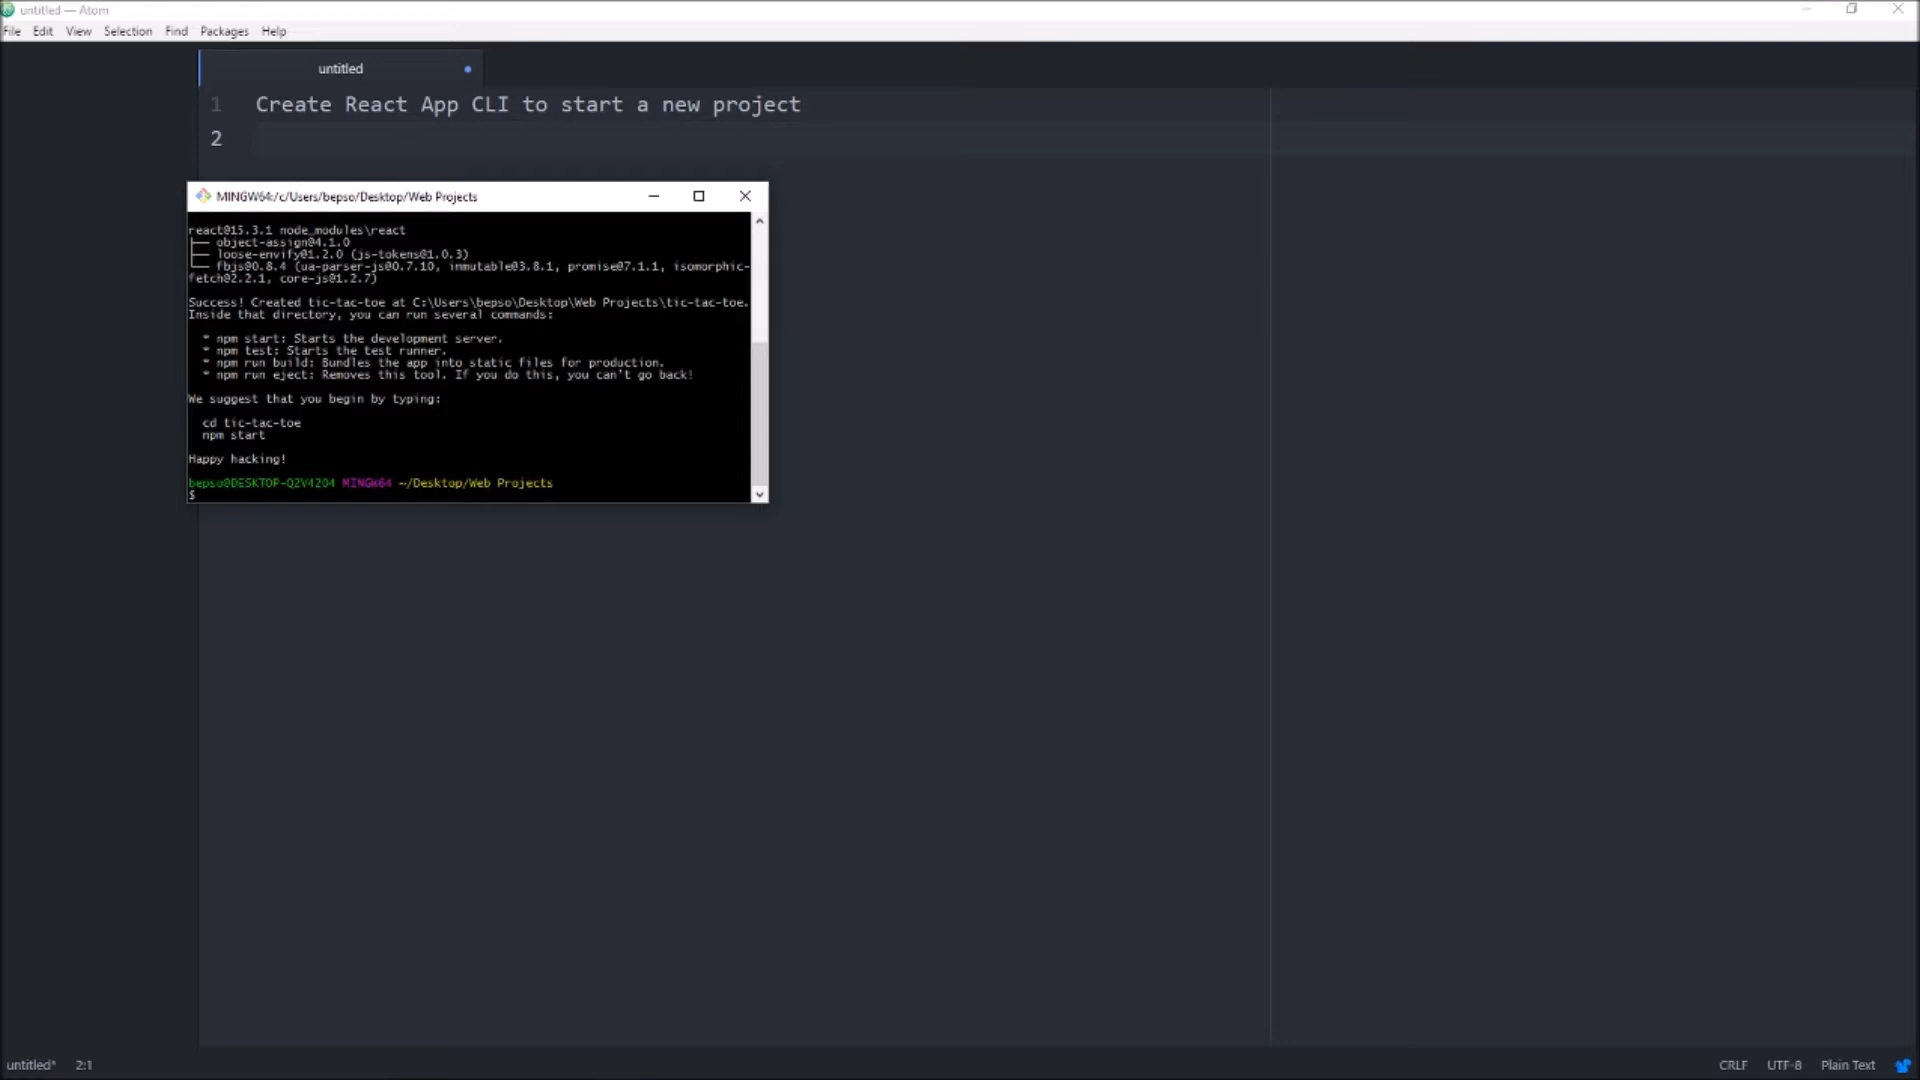 untitled — Atom
File Edit View Selection Find Packages Help
untitled
1 Create React App CLI to start a new project
2
MINGW64:/c/Users/bepso/Desktop/Web Projects
react@15.3.1 node_modules\react
├── object-assign@4.1.0
├── loose-envify@1.2.0 (js-tokens@1.0.3)
└── fbjs@0.8.4 (ua-parser-js@0.7.10, immutable@3.8.1, promise@7.1.1, isomorphic-
fetch@2.2.1, core-js@1.2.7)
Success! Created tic-tac-toe at C:\Users\bepso\Desktop\Web Projects\tic-tac-toe.
Inside that directory, you can run several commands:
* npm start: Starts the development server.
* npm test: Starts the test runner.
* npm run build: Bundles the app into static files for production.
* npm run eject: Removes this tool. If you do this, you can't go back!
We suggest that you begin by typing:
cd tic-tac-toe
npm start
Happy hacking!
bepso@DESKTOP-Q2V4204 MINGW64 ~/Desktop/Web Projects
$
untitled* 2:1 CRLF UTF-8 Plain Text